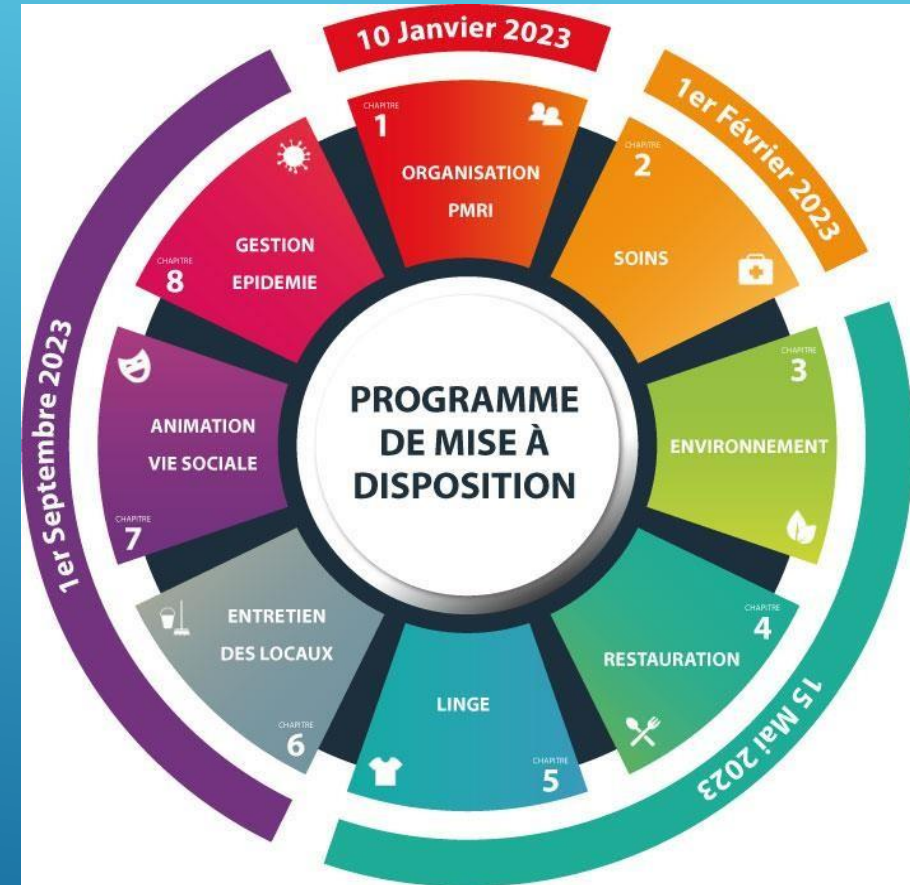 10 Janvier 2023
CHAPITRE
1
ORGANISATION
PMRI
1er Février 2023
CHAPITRE
2
SOINS
15 Mai 2023
CHAPITRE
3
ENVIRONNEMENT
CHAPITRE
4
RESTAURATION
LINGE
CHAPITRE
5
1er Septembre 2023
ENTRETIEN
DES LOCAUX
CHAPITRE
6
ANIMATION
VIE SOCIALE
CHAPITRE
7
GESTION
EPIDEMIE
CHAPITRE
8
PROGRAMME
DE MISE À
DISPOSITION